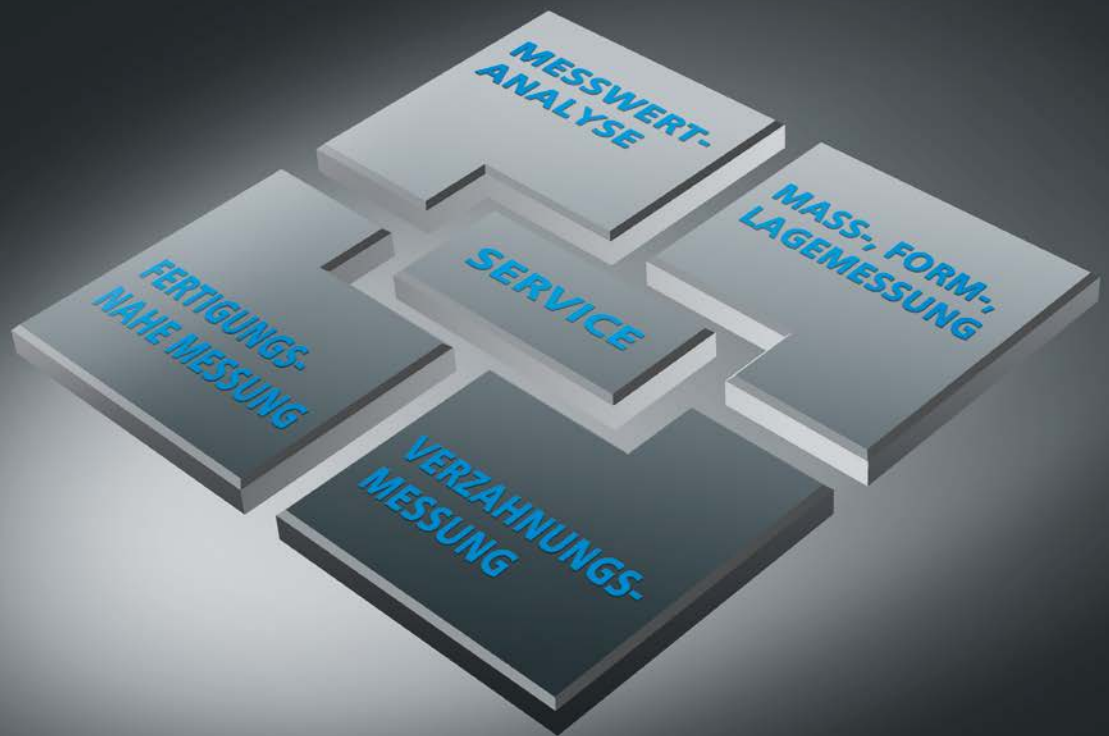 MESSWERT-
ANALYSE
MASS-, FORM-,
LAGEMESSUNG
SERVICE
FERTIGUNGS-
NAHE MESSUNG
VERZAHNUNGS-
MESSUNG